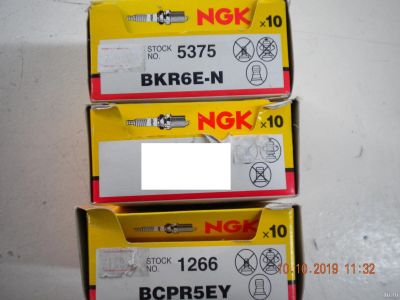 NGK x10
STOCK NO. 5375
BKR6E-N
NGK x10
NGK x10
STOCK NO. 1266
BCPR5EY
10.10.2019 11:32